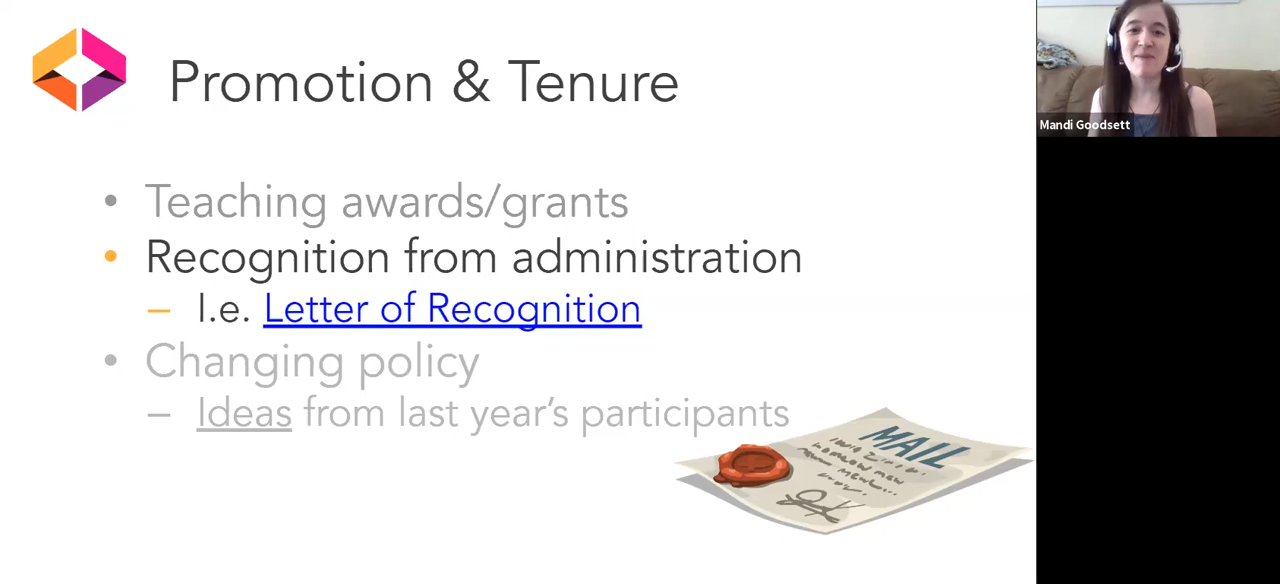 Promotion & Tenure
Mandi Goodsett
• Teaching awards/grants
• Recognition from administration
– I.e. Letter of Recognition
• Changing policy
– Ideas from last year’s participants
MAIL